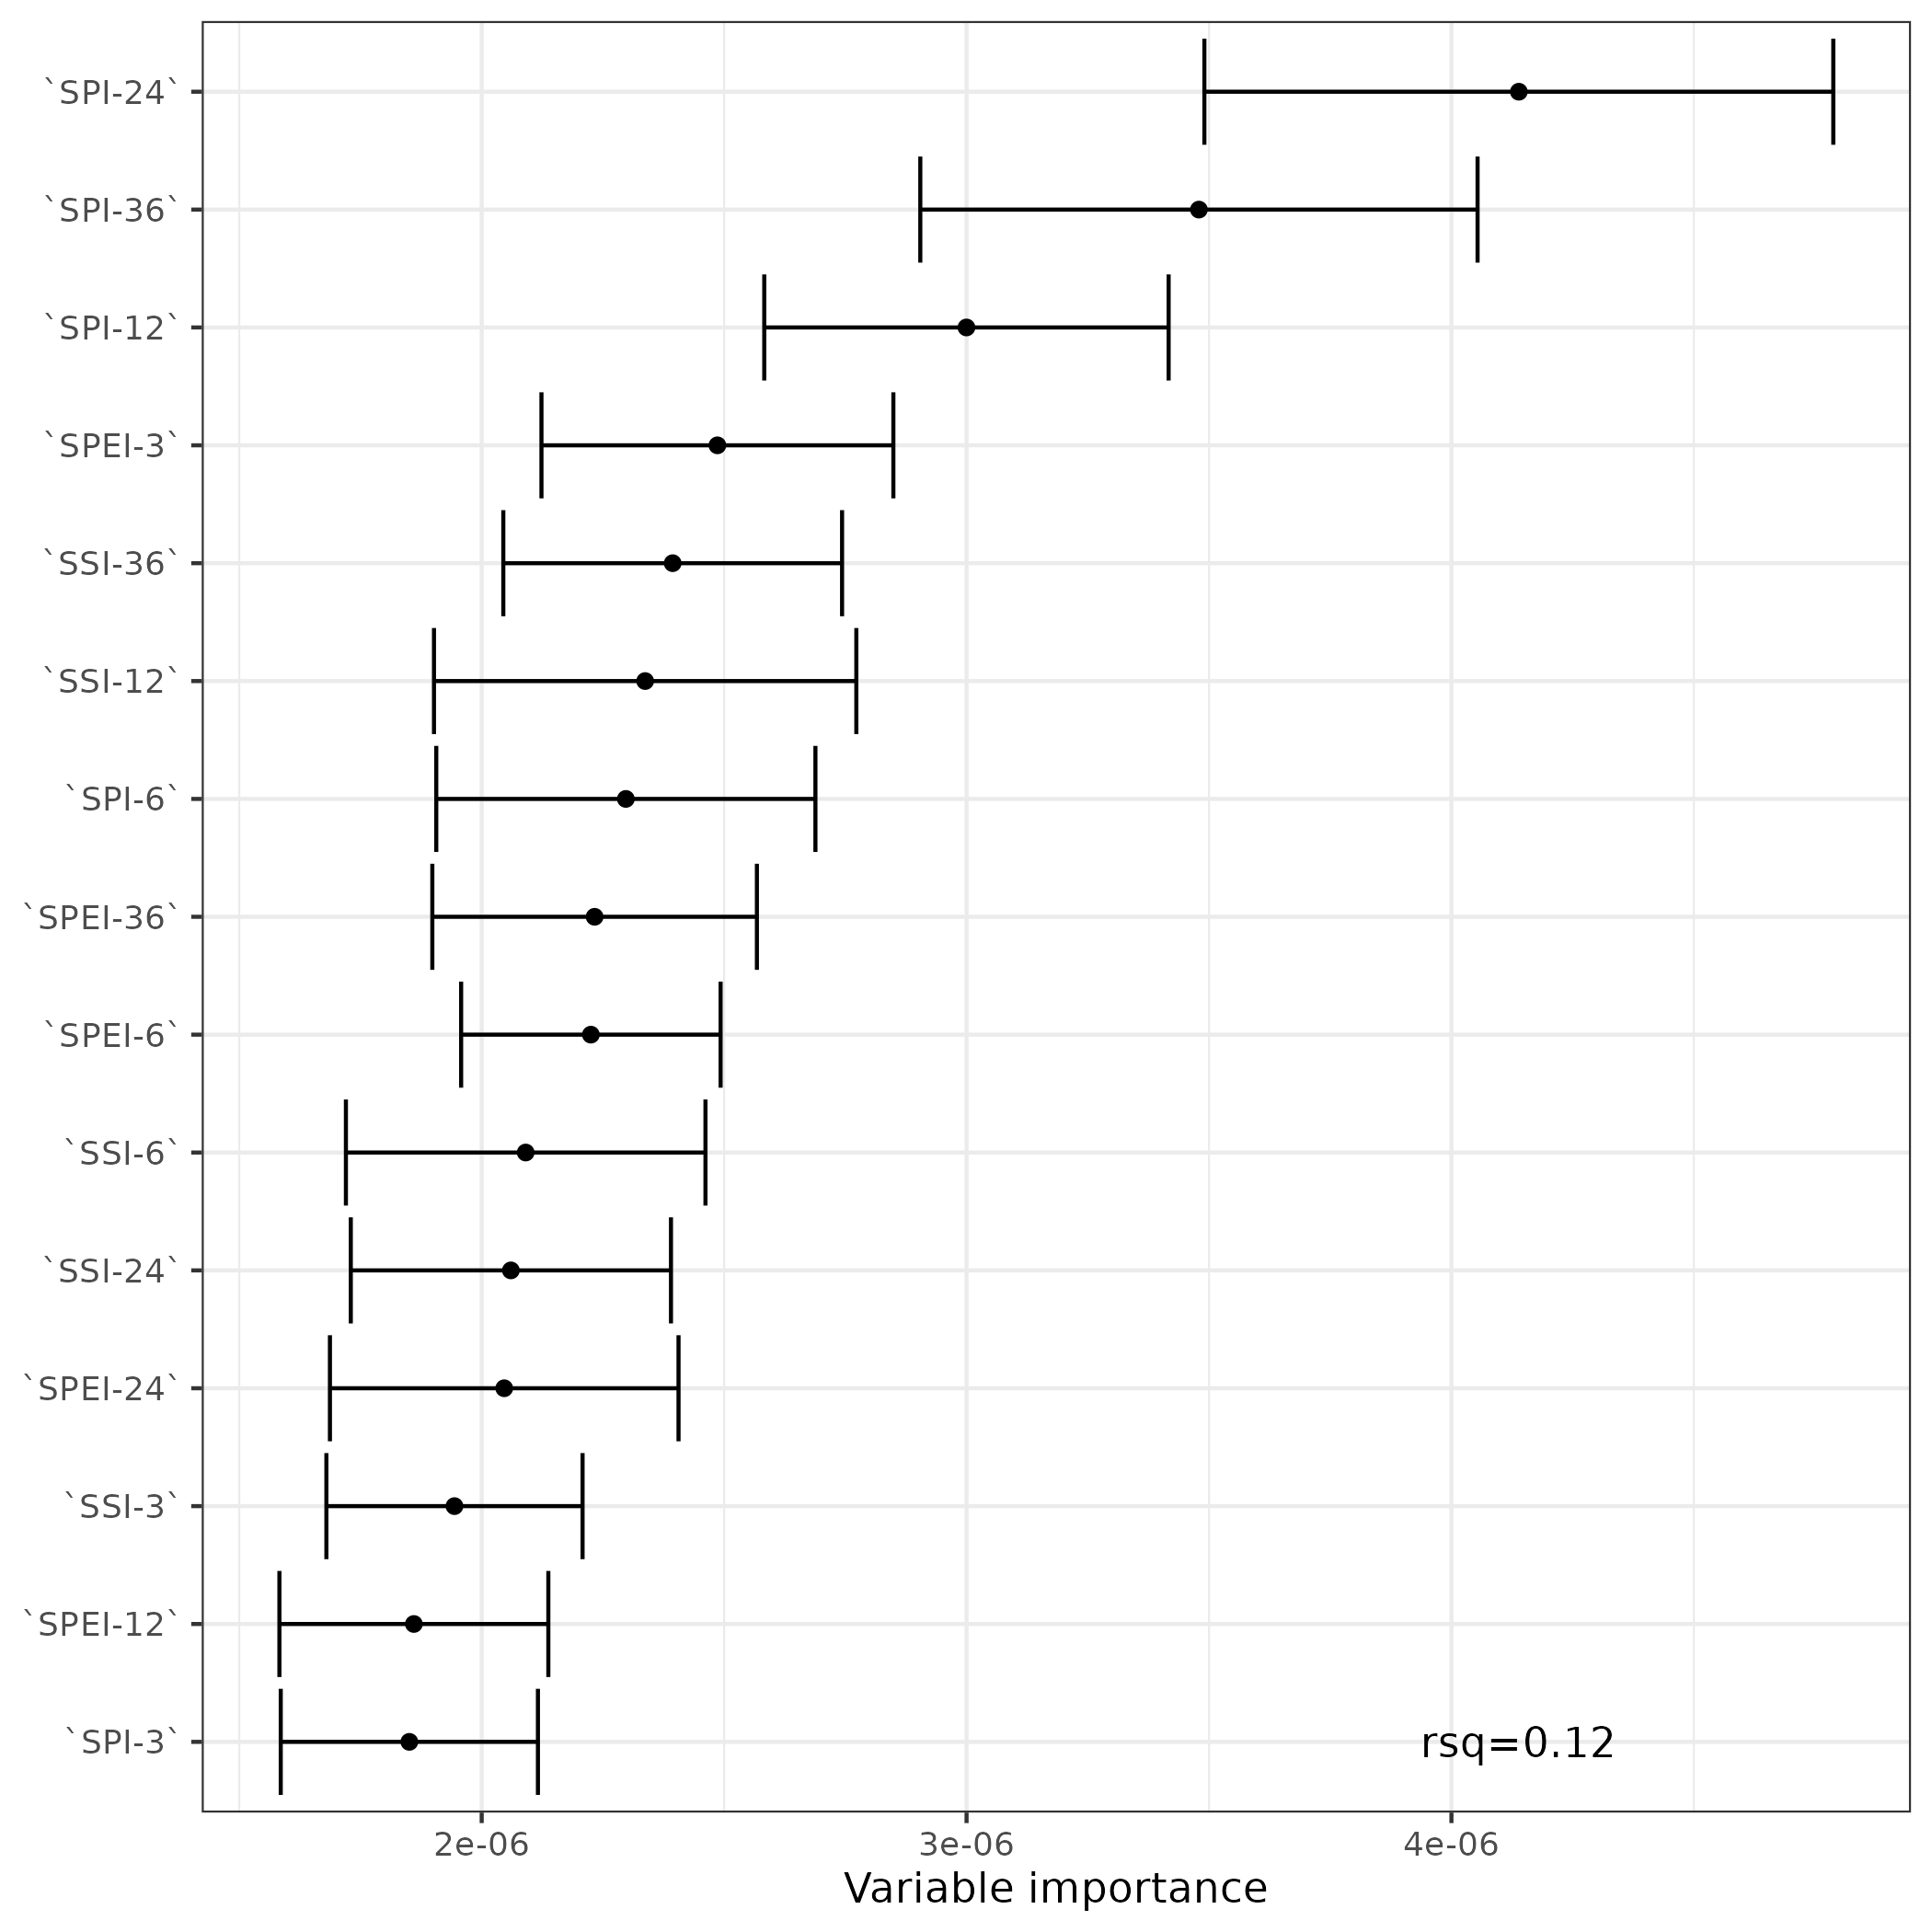 `SPI-24`
`SPI-36`
`SPI-12`
`SPEI-3`
`SSI-36`
`SSI-12`
`SPI-6`
`SPEI-36`
`SPEI-6`
`SSI-6`
`SSI-24`
`SPEI-24`
`SSI-3`
`SPEI-12`
`SPI-3`
rsq=0.12
2e-06 3e-06 4e-06
Variable importance